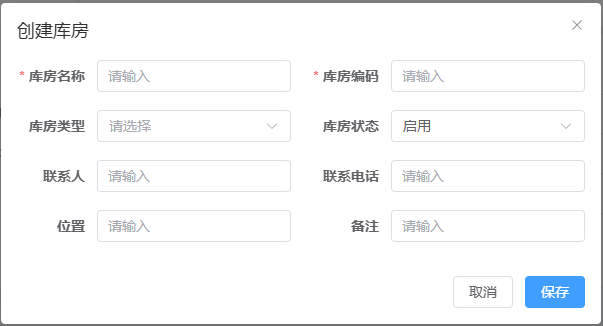 创建库房
* 库房名称 请输入 * 库房编码 请输入
库房类型 请选择 库房状态 启用
联系人 请输入 联系电话 请输入
位置 请输入 备注 请输入
取消 保存